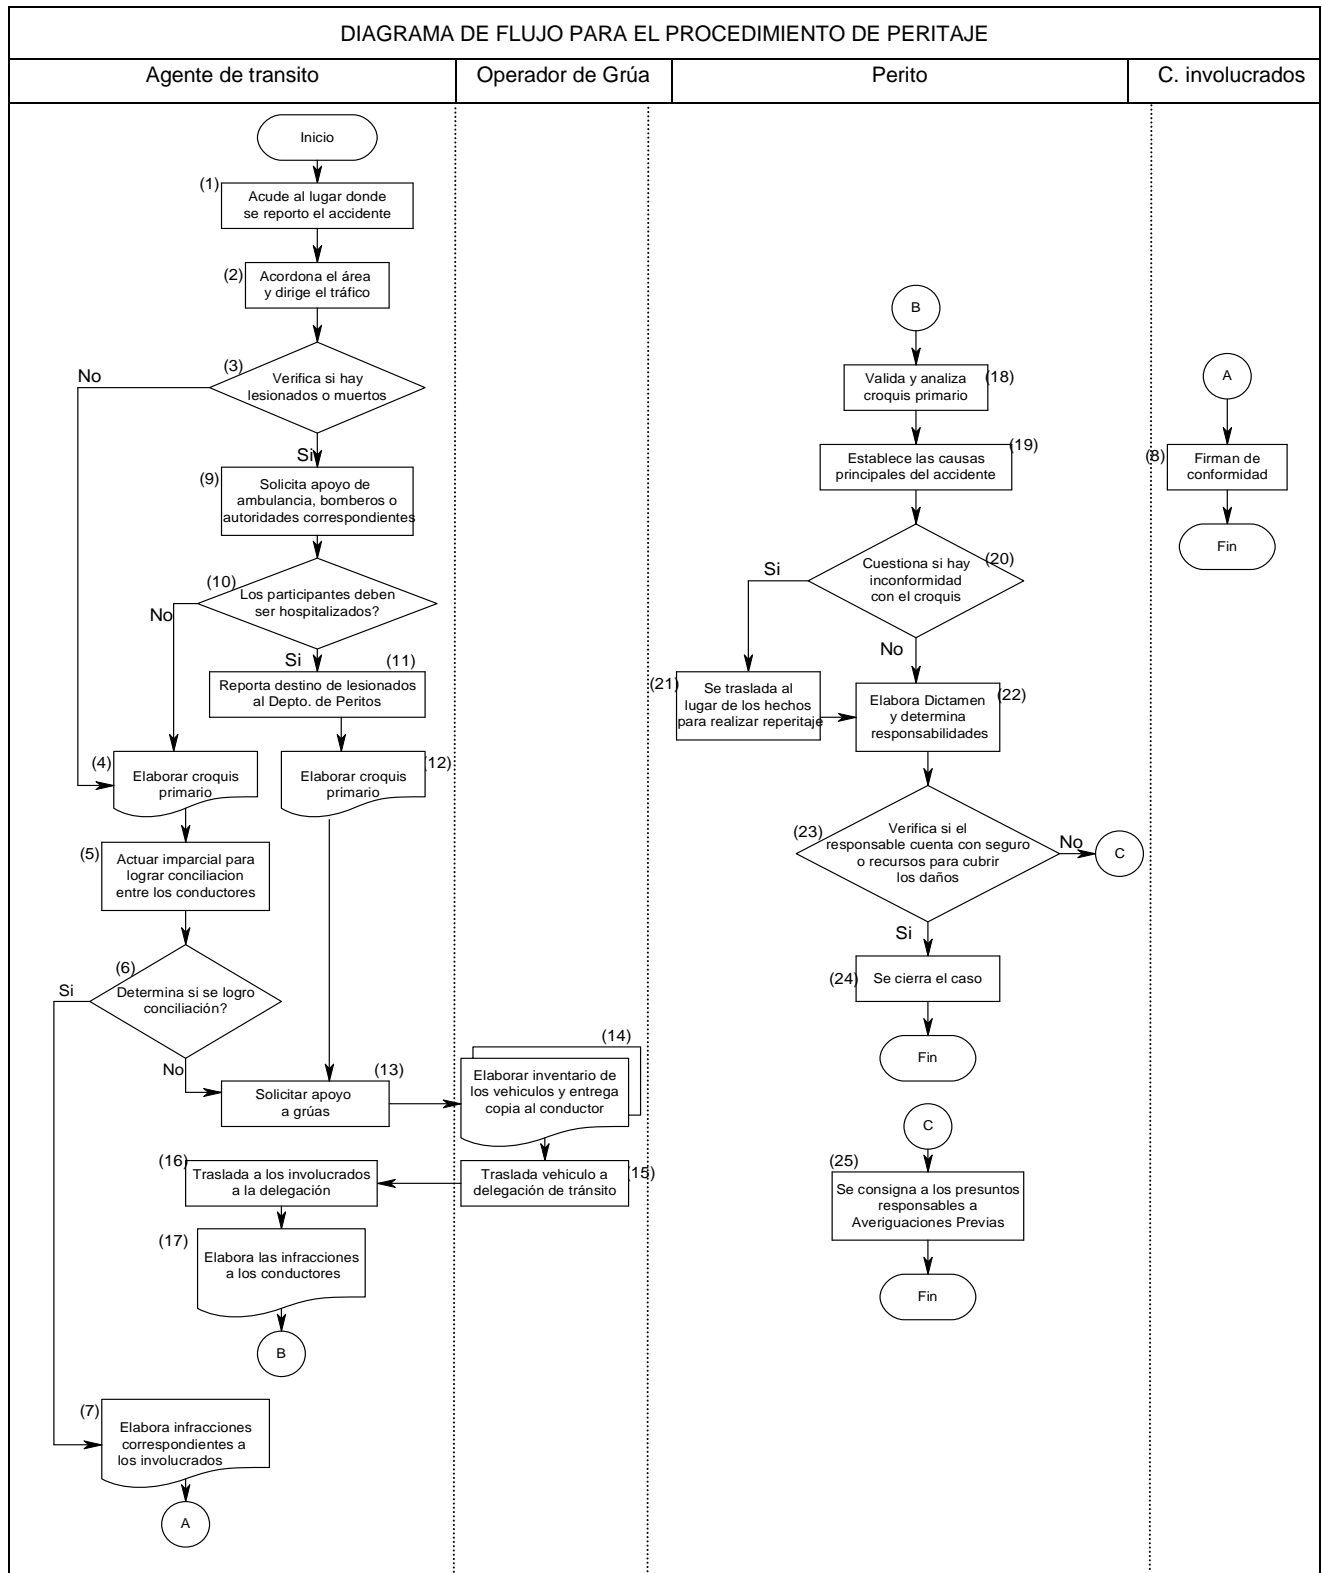 DIAGRAMA DE FLUJO PARA EL PROCEDIMIENTO DE PERITAJE
Agente de transito
Operador de Grúa
Perito
C. involucrados
Inicio
(1)
Acude al lugar donde
se reporto el accidente
(2)
Acordona el área
y dirige el tráfico
(3)
Verifica si hay
lesionados o muertos
No
Si
(9)
Solicita apoyo de
ambulancia, bomberos o
autoridades correspondientes
(10)
Los participantes deben
ser hospitalizados?
No
Si
(11)
Reporta destino de lesionados
al Depto. de Peritos
(4)
Elaborar croquis
primario
(12)
Elaborar croquis
primario
(5)
Actuar imparcial para
lograr conciliacion
entre los conductores
(6)
Determina si se logro
conciliación?
Si
No
(13)
Solicitar apoyo
a grúas
(14)
Elaborar inventario de
los vehiculos y entrega
copia al conductor
(15)
Traslada vehiculo a
delegación de tránsito
(16)
Traslada a los involucrados
a la delegación
(17)
Elabora las infracciones
a los conductores
B
(7)
Elabora infracciones
correspondientes a
los involucrados
A
B
(18)
Valida y analiza
croquis primario
(19)
Establece las causas
principales del accidente
(20)
Cuestiona si hay
inconformidad
con el croquis
Si
No
(21)
Se traslada al
lugar de los hechos
para realizar reperitaje
(22)
Elabora Dictamen
y determina
responsabilidades
(23)
Verifica si el
responsable cuenta con seguro
o recursos para cubrir
los daños
No
C
Si
(24)
Se cierra el caso
Fin
C
(25)
Se consigna a los presuntos
responsables a
Averiguaciones Previas
Fin
A
(8)
Firman de
conformidad
Fin